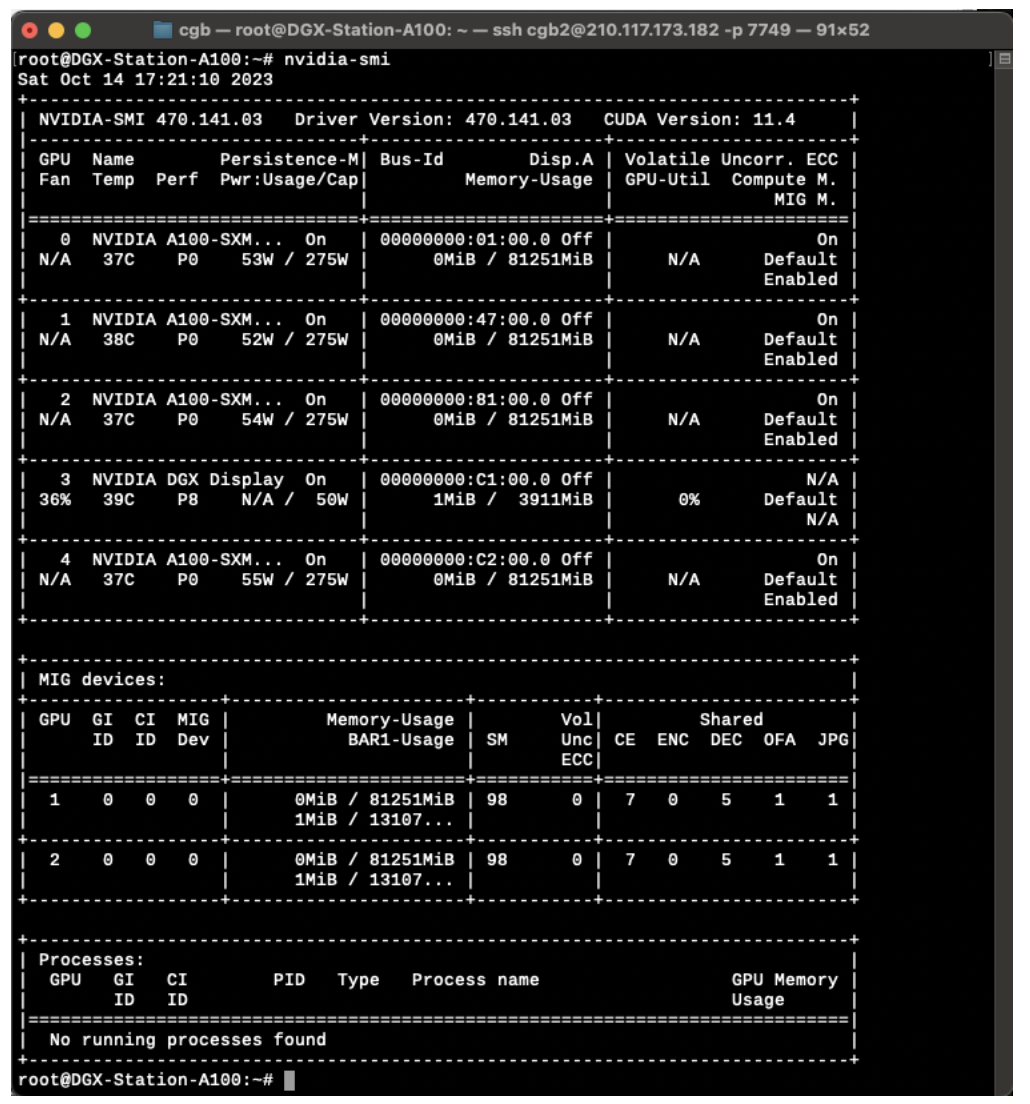 cgb — root@DGX-Station-A100: ~ — ssh cgb2@210.117.173.182 -p 7749 — 91×52
[root@DGX-Station-A100:~# nvidia-smi ]
Sat Oct 14 17:21:10 2023
+-----------------------------------------------------------------------------+
| NVIDIA-SMI 470.141.03   Driver Version: 470.141.03   CUDA Version: 11.4     |
|-------------------------------+----------------------+----------------------+
| GPU  Name        Persistence-M| Bus-Id        Disp.A | Volatile Uncorr. ECC |
| Fan  Temp  Perf  Pwr:Usage/Cap|         Memory-Usage | GPU-Util  Compute M. |
|                               |                      |               MIG M. |
|===============================+======================+======================|
|   0  NVIDIA A100-SXM...  On   | 00000000:01:00.0 Off |                   On |
| N/A   37C    P0    53W / 275W |      0MiB / 81251MiB |     N/A      Default |
|                               |                      |              Enabled |
+-------------------------------+----------------------+----------------------+
|   1  NVIDIA A100-SXM...  On   | 00000000:47:00.0 Off |                   On |
| N/A   38C    P0    52W / 275W |      0MiB / 81251MiB |     N/A      Default |
|                               |                      |              Enabled |
+-------------------------------+----------------------+----------------------+
|   2  NVIDIA A100-SXM...  On   | 00000000:81:00.0 Off |                   On |
| N/A   37C    P0    54W / 275W |      0MiB / 81251MiB |     N/A      Default |
|                               |                      |              Enabled |
+-------------------------------+----------------------+----------------------+
|   3  NVIDIA DGX Display  On   | 00000000:C1:00.0 Off |                  N/A |
| 36%   39C    P8    N/A /  50W |      1MiB /  3911MiB |      0%      Default |
|                               |                      |                  N/A |
+-------------------------------+----------------------+----------------------+
|   4  NVIDIA A100-SXM...  On   | 00000000:C2:00.0 Off |                   On |
| N/A   37C    P0    55W / 275W |      0MiB / 81251MiB |     N/A      Default |
|                               |                      |              Enabled |
+-------------------------------+----------------------+----------------------+

+-----------------------------------------------------------------------------+
| MIG devices:                                                                |
+------------------+----------------------+-----------+-----------------------+
| GPU  GI  CI  MIG |         Memory-Usage |        Vol|         Shared        |
|      ID  ID  Dev |           BAR1-Usage | SM     Unc| CE  ENC  DEC  OFA  JPG|
|                  |                      |        ECC|                       |
|==================+======================+===========+=======================|
|  1    0   0   0  |      0MiB / 81251MiB | 98      0 |  7   0    5    1    1 |
|                  |      1MiB / 13107... |           |                       |
+------------------+----------------------+-----------+-----------------------+
|  2    0   0   0  |      0MiB / 81251MiB | 98      0 |  7   0    5    1    1 |
|                  |      1MiB / 13107... |           |                       |
+------------------+----------------------+-----------+-----------------------+

+-----------------------------------------------------------------------------+
| Processes:                                                                  |
|  GPU   GI   CI        PID   Type   Process name                  GPU Memory |
|        ID   ID                                                   Usage      |
|=============================================================================|
|  No running processes found                                                 |
+-----------------------------------------------------------------------------+
root@DGX-Station-A100:~#